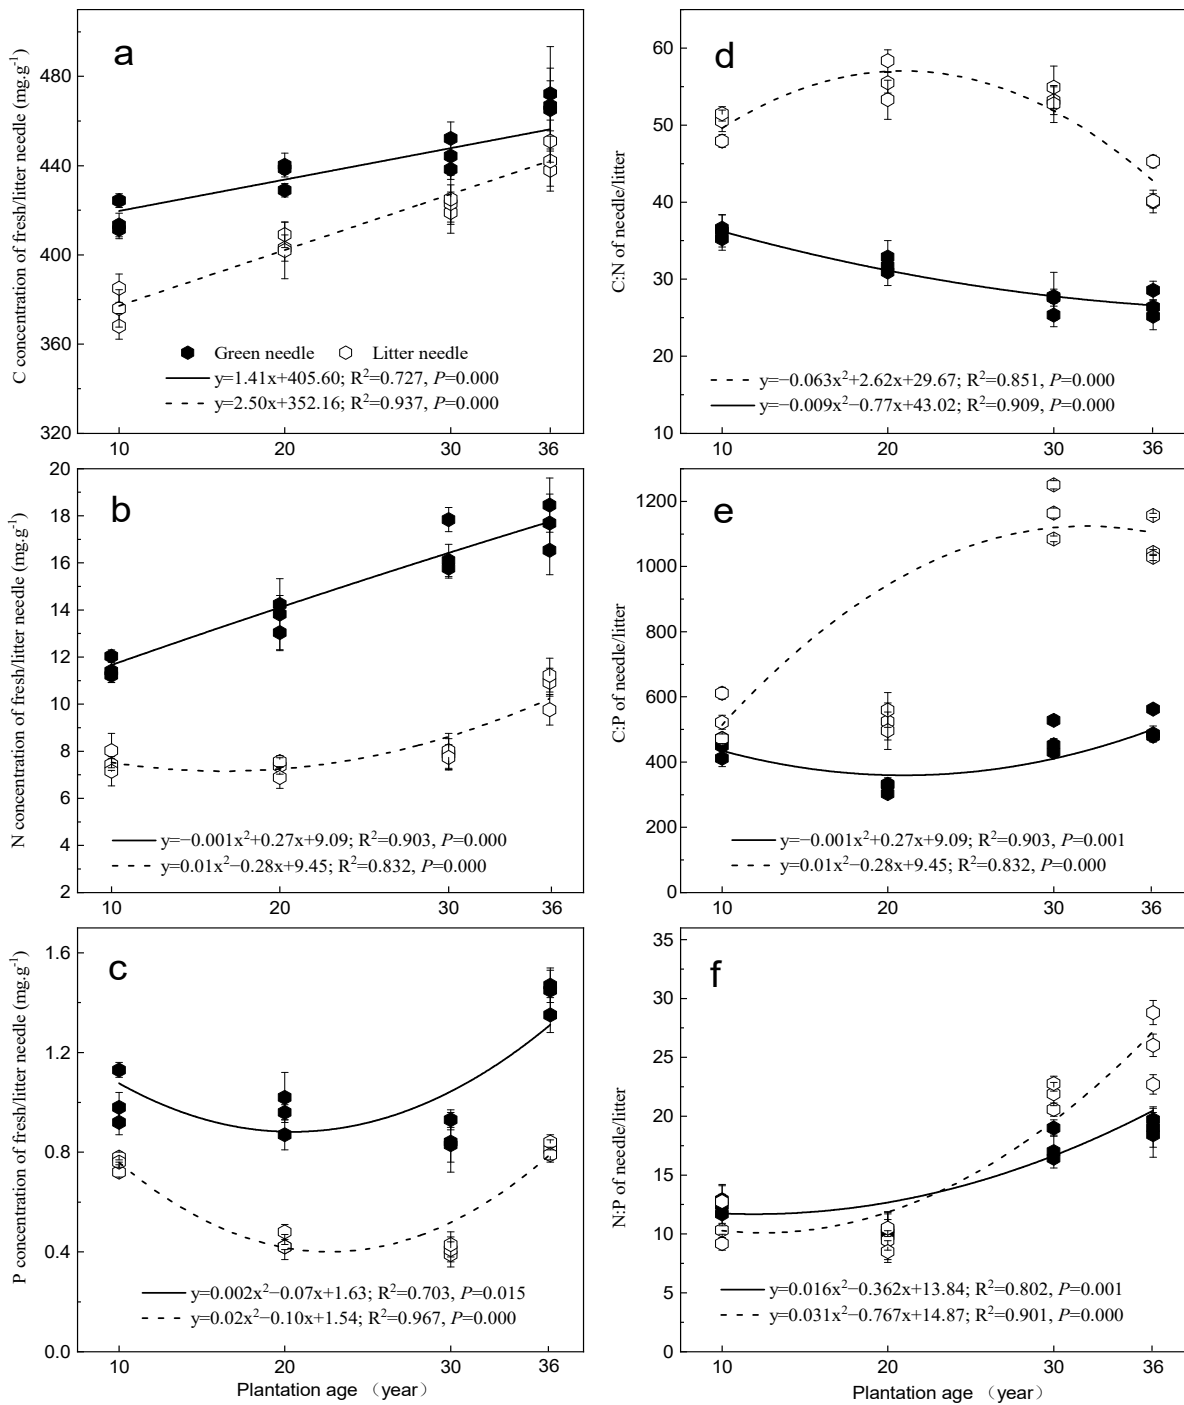 a
C concentration of fresh/litter needle (mg.g⁻¹)
480
440
400
360
320
Green needle Litter needle
y=1.41x+405.60; R²=0.727, P=0.000
y=2.50x+352.16; R²=0.937, P=0.000
10 20 30 36
d
C:N of needle/litter
60
50
40
30
20
10
y=−0.063x²+2.62x+29.67; R²=0.851, P=0.000
y=−0.009x²−0.77x+43.02; R²=0.909, P=0.000
10 20 30 36
b
N concentration of fresh/litter needle (mg.g⁻¹)
20
18
16
14
12
10
8
6
4
2
y=−0.001x²+0.27x+9.09; R²=0.903, P=0.000
y=0.01x²−0.28x+9.45; R²=0.832, P=0.000
10 20 30 36
e
C:P of needle/litter
1200
1000
800
600
400
200
0
y=−0.001x²+0.27x+9.09; R²=0.903, P=0.001
y=0.01x²−0.28x+9.45; R²=0.832, P=0.000
10 20 30 36
c
P concentration of fresh/litter needle (mg.g⁻¹)
1.6
1.2
0.8
0.4
0.0
y=0.002x²−0.07x+1.63; R²=0.703, P=0.015
y=0.02x²−0.10x+1.54; R²=0.967, P=0.000
10 20 30 36
Plantation age （year）
f
N:P of needle/litter
35
30
25
20
15
10
5
0
y=0.016x²−0.362x+13.84; R²=0.802, P=0.001
y=0.031x²−0.767x+14.87; R²=0.901, P=0.000
10 20 30 36
Plantation age （year）